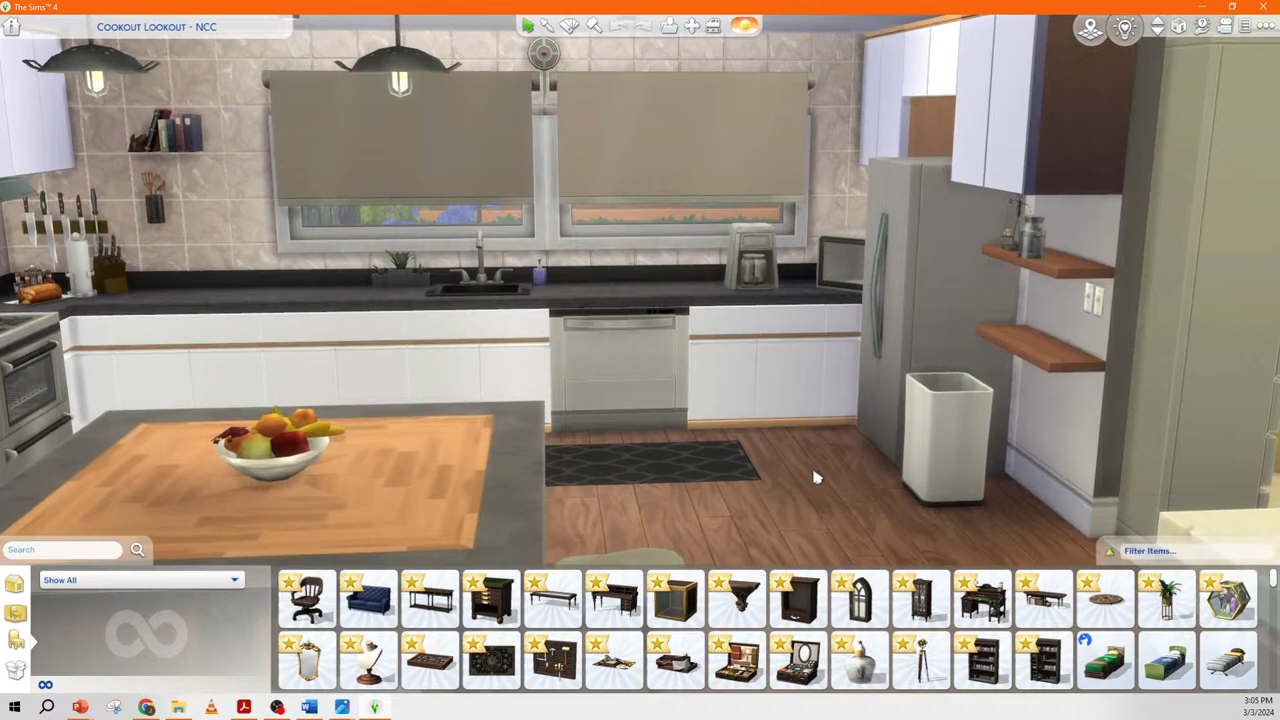 The Sims™ 4
COOKOUT LOOKOUT - NCC
Search
Filter Items...
Show All
3:05 PM
3/3/2024